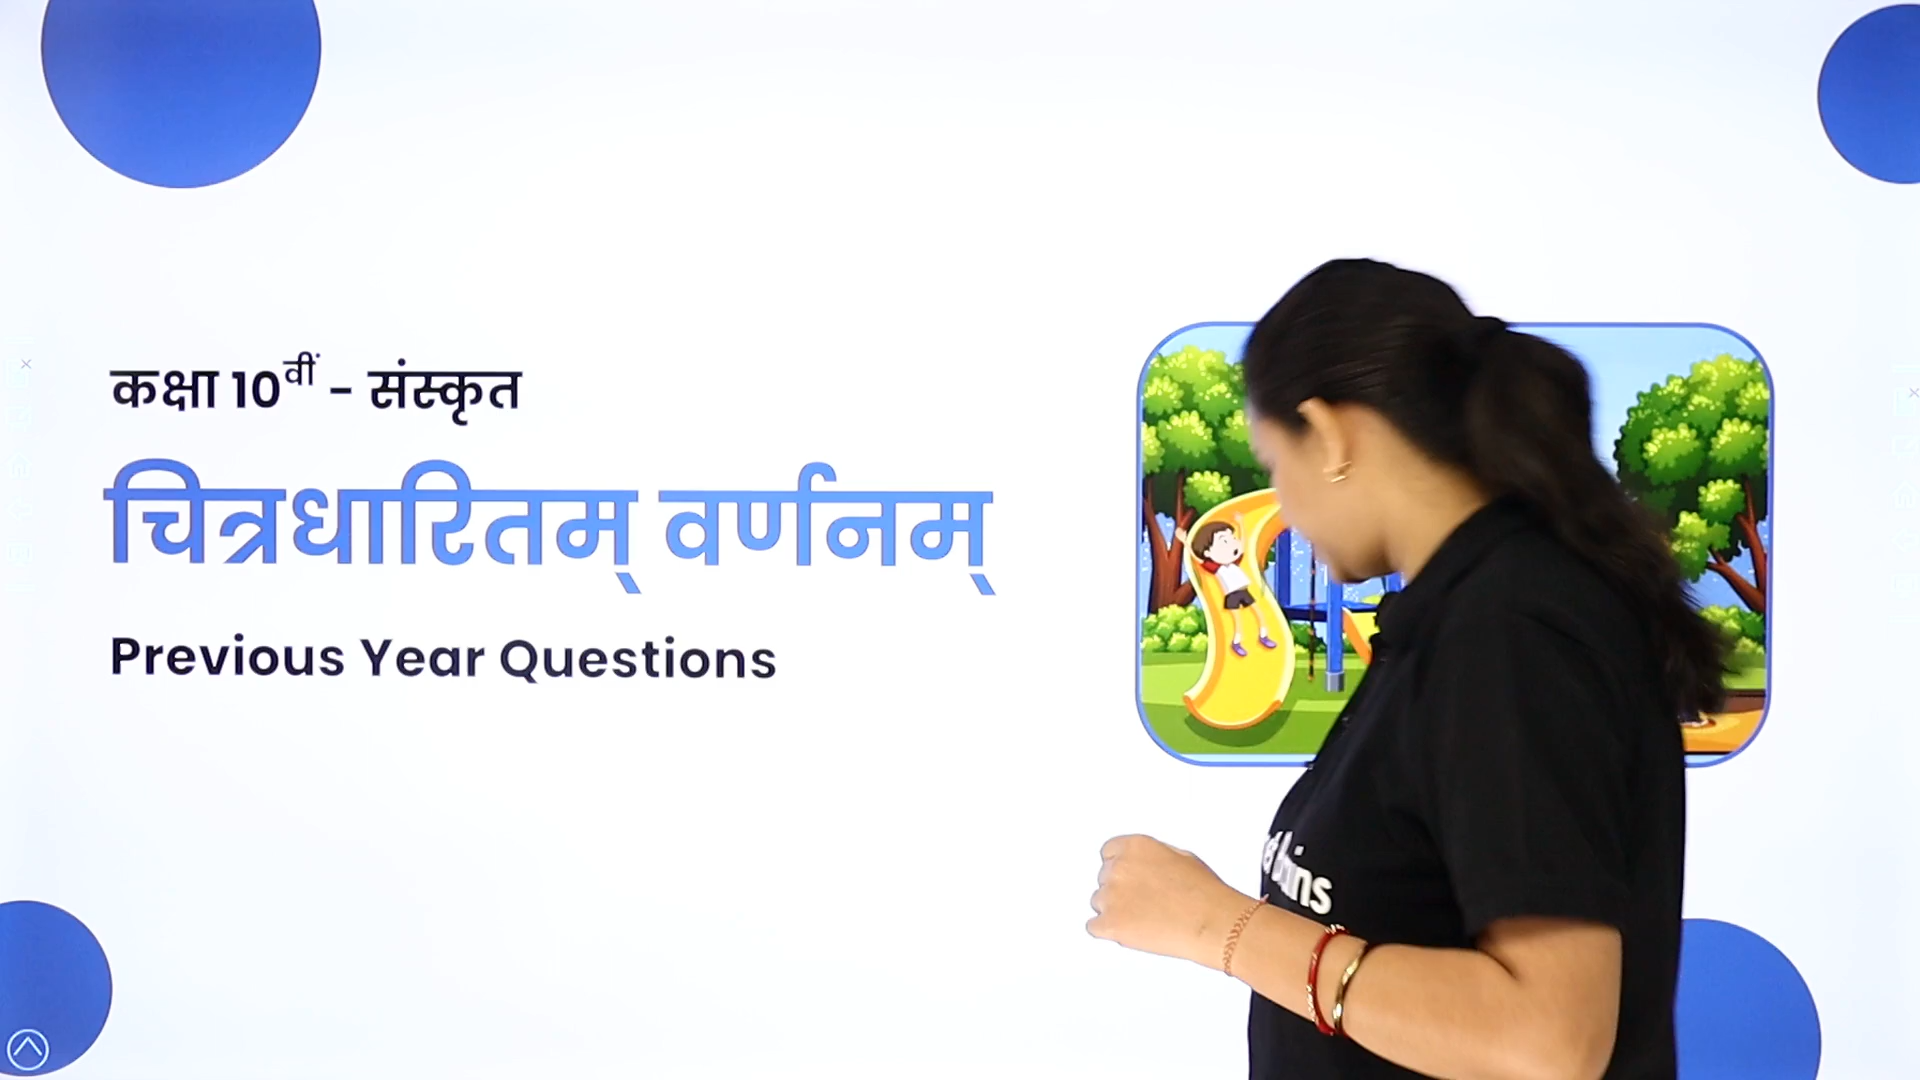 कक्षा 10वीं - संस्कृत
चित्रधारितम् वर्णनम्
Previous Year Questions